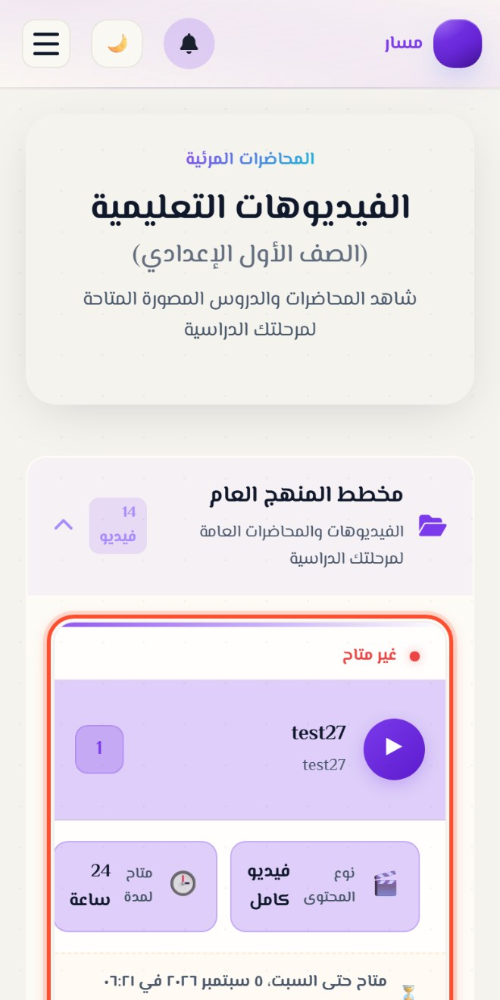 مسار
المحاضرات المرئية
الفيديوهات التعليمية
(الصف الأول الإعدادي)
شاهد المحاضرات والدروس المصورة المتاحة
لمرحلتك الدراسية
مخطط المنهج العام
الفيديوهات والمحاضرات العامة
لمرحلتك الدراسية
14
فيديو
غير متاح
test27
test27
1
نوع
المحتوى
فيديو
كامل
متاح
لمدة
24
ساعة
متاح حتى السبت، ٥ سبتمبر ٢٠٢٦ في ٠٦:٢١